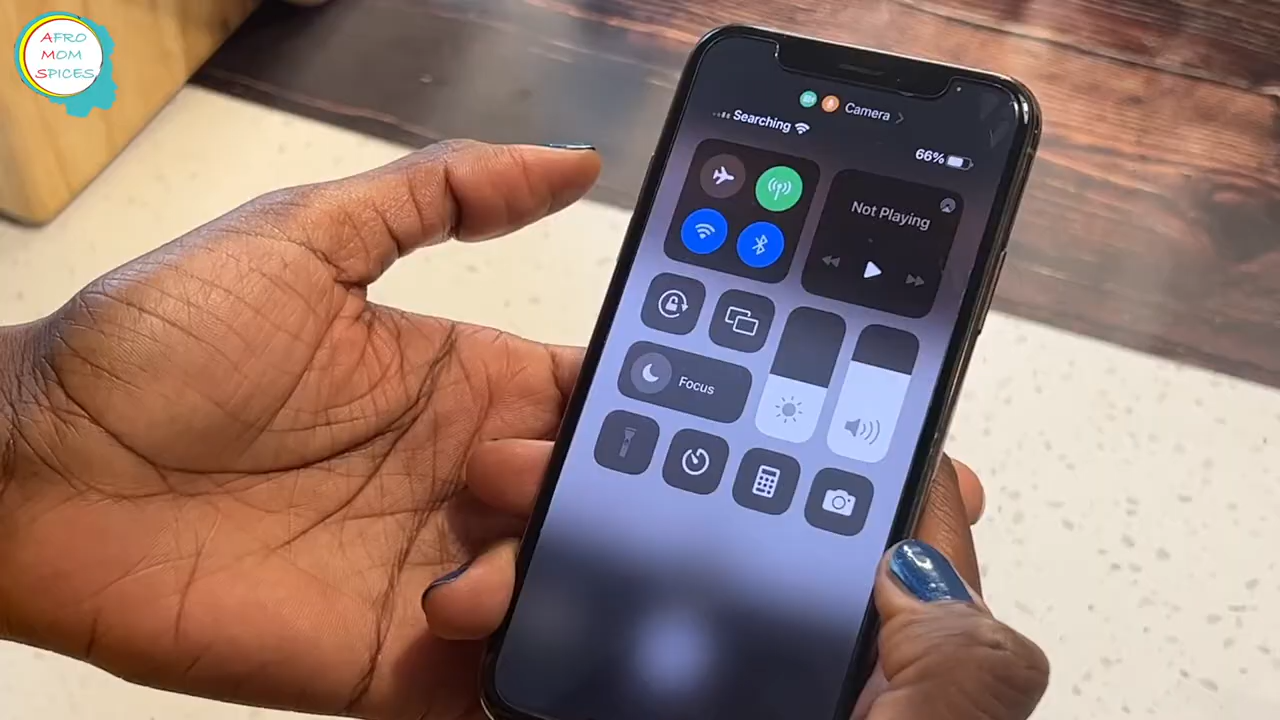 AFRO
MOM
SPICES
Camera
Searching
66%
Not Playing
Focus